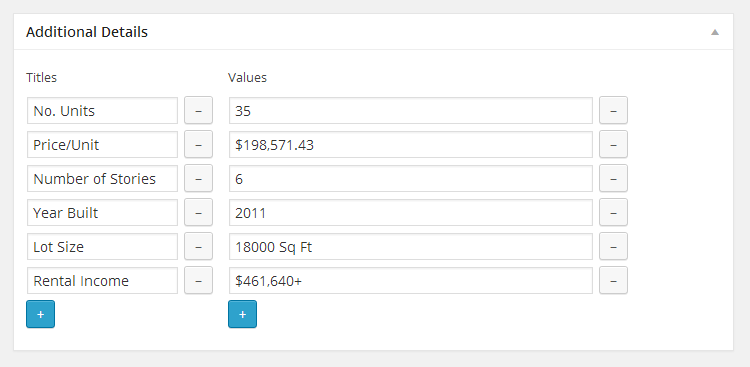 Additional Details
Titles Values
No. Units - 35 -
Price/Unit - $198,571.43 -
Number of Stories - 6 -
Year Built - 2011 -
Lot Size - 18000 Sq Ft -
Rental Income - $461,640+ -
+ +